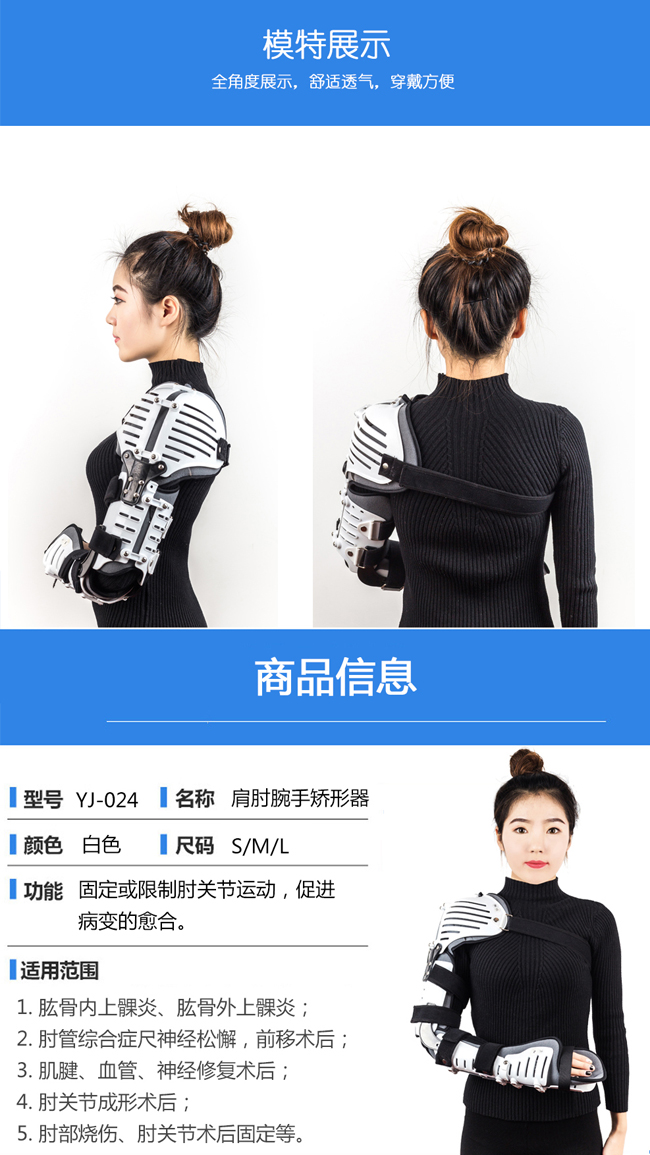 模特展示
全角度展示，舒适透气，穿戴方便
商品信息
型号 YJ-024 名称 肩肘腕手矫形器
颜色 白色 尺码 S/M/L
功能 固定或限制肘关节运动，促进
病变的愈合。
适用范围
1. 肱骨内上髁炎、肱骨外上髁炎；
2. 肘管综合症尺神经松懈，前移术后；
3. 肌腱、血管、神经修复术后；
4. 肘关节成形术后；
5. 肘部烧伤、肘关节术后固定等。